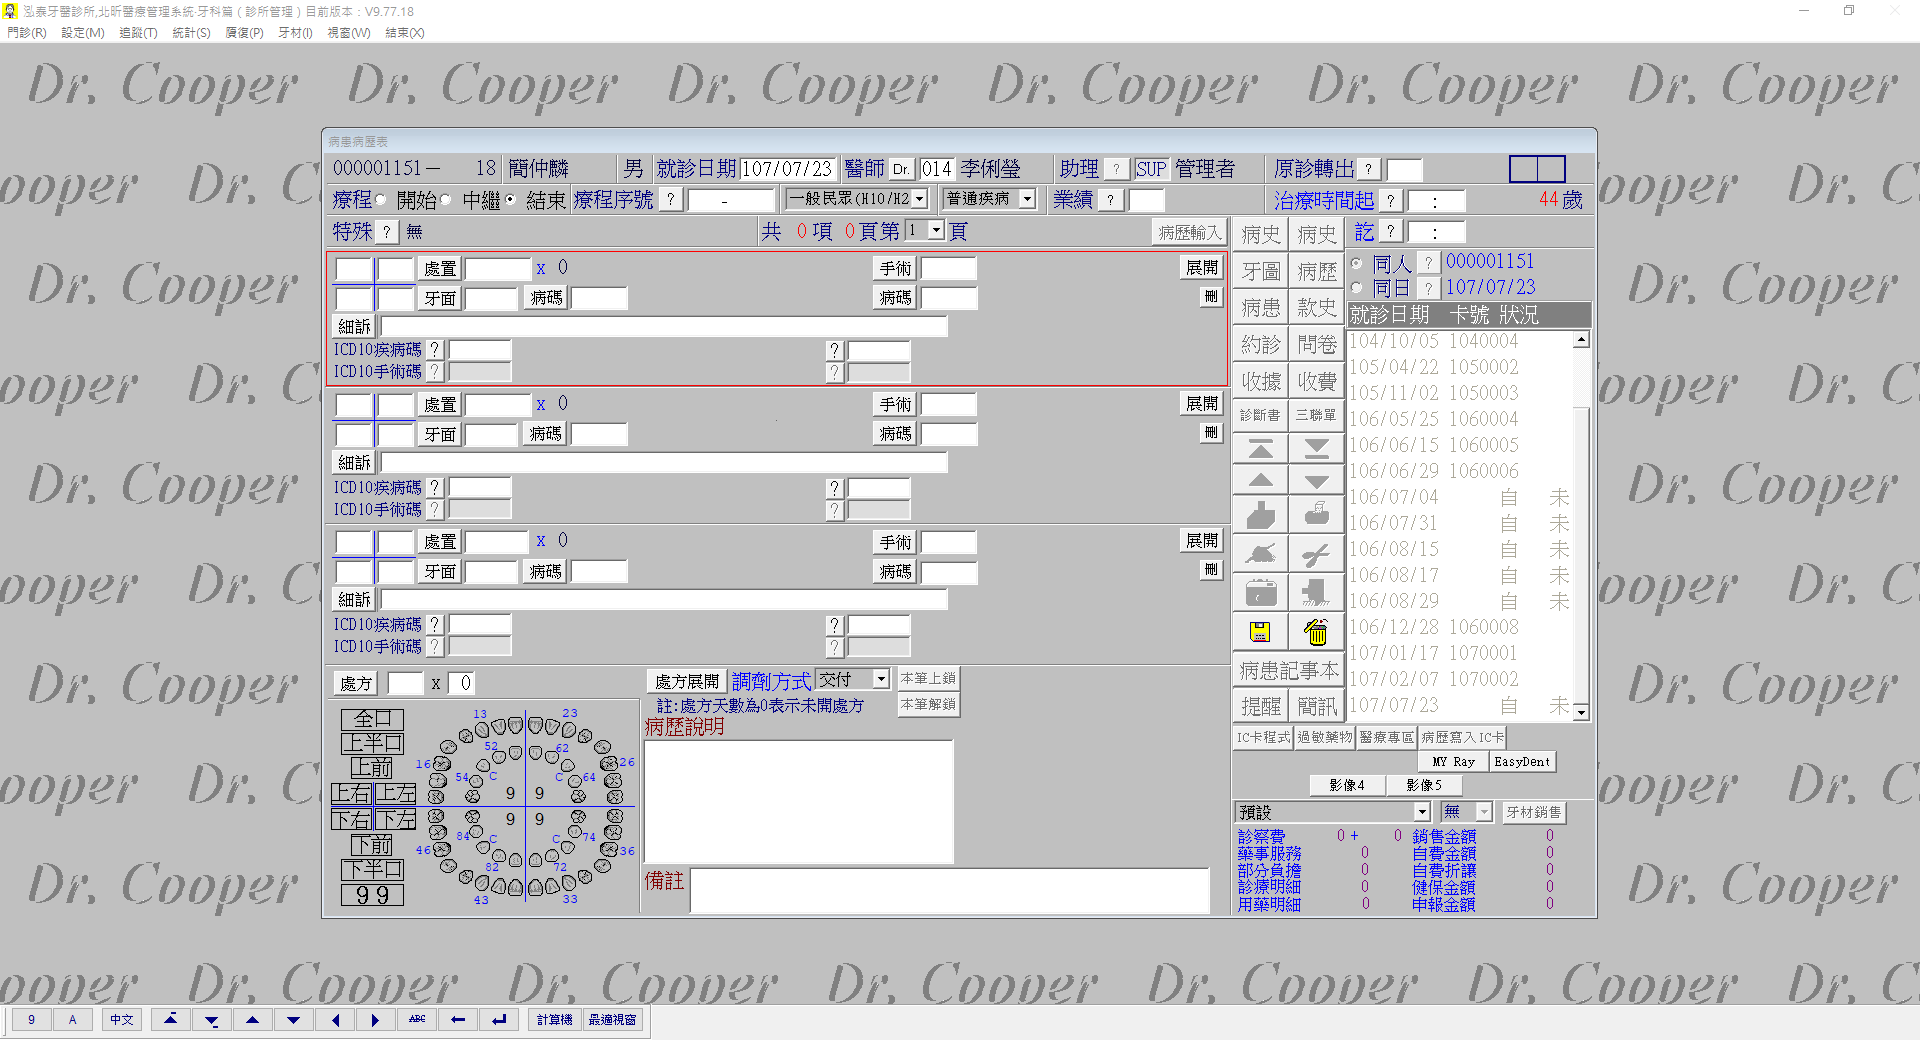 泓泰牙醫診所,北昕醫療管理系統-牙科篇 ( 診所管理 ) 目前版本：V9.77.18
門診(R) 設定(M) 追蹤(T) 統計(S) 贗復(P) 牙材(I) 視窗(W) 結束(X)
Dr. Cooper Dr. Cooper Dr. Cooper Dr. Cooper Dr. Cooper Dr. Cooper
病患病歷表
000001151－ 18 簡仲麟 男 就診日期 107/07/23 醫師 Dr. 014 李俐瑩 助理 ? SUP 管理者 原診轉出 ?
療程 開始 中繼 結束 療程序號 ? - 一般民眾(H10/H2 普通疾病 業績 ? 治療時間起 ? : 44 歲
特殊 ? 無 共 0 項 0 頁第 1 頁 病歷輸入 病史 病史 訖 ? :
處置 x 0 手術 展開
牙面 病碼 病碼 刪
細訴
ICD10疾病碼 ? ?
ICD10手術碼 ? ?
處置 x 0 手術 展開
牙面 病碼 病碼 刪
細訴
ICD10疾病碼 ? ?
ICD10手術碼 ? ?
處置 x 0 手術 展開
牙面 病碼 病碼 刪
細訴
ICD10疾病碼 ? ?
ICD10手術碼 ? ?
牙圖 病歷
病患 款史
約診 問卷
收據 收費
診斷書 三聯單
病患記事本
提醒 簡訊
同人 ? 000001151
同日 ? 107/07/23
就診日期 卡號 狀況
104/10/05 1040004
105/04/22 1050002
105/11/02 1050003
106/05/25 1060004
106/06/15 1060005
106/06/29 1060006
106/07/04 自 未
106/07/31 自 未
106/08/15 自 未
106/08/17 自 未
106/08/29 自 未
106/12/28 1060008
107/01/17 1070001
107/02/07 1070002
107/07/23 自 未
處方 x 0 處方展開 調劑方式 交付 本筆上鎖
註:處方天數為0表示未開處方 本筆解鎖
病歷說明
全口
上半口
上前
上右 上左
下右 下左
下前
下半口
99
13 23
52 62
16 26
54 C C 64
9 9
9 9
84 C C 74
46 36
82 72
43 33
備註
IC卡程式 過敏藥物 醫療專區 病歷寫入IC卡
MY Ray EasyDent
影像4 影像5
預設 無 牙材銷售
診察費 0 + 0 銷售金額 0
藥事服務 0 自費金額 0
部分負擔 0 自費折讓 0
診療明細 0 健保金額 0
用藥明細 0 申報金額 0
Dr. Cooper Dr. Cooper Dr. Cooper Dr. Cooper Dr. Cooper
9 A 中文 ABC 計算機 最適視窗